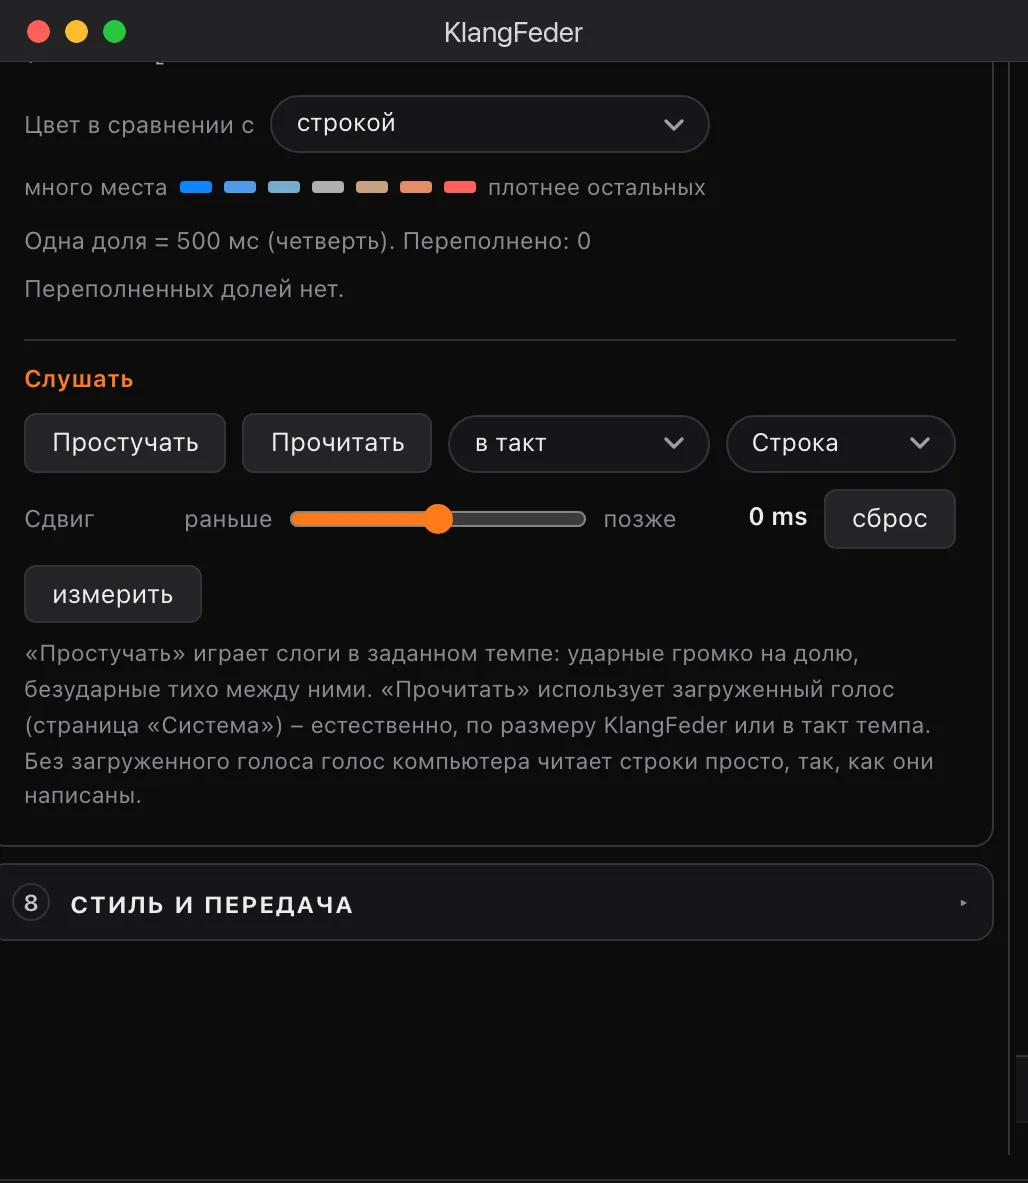 KlangFeder
Цвет в сравнении с строкой
много места плотнее остальных
Одна доля = 500 мс (четверть). Переполнено: 0
Переполненных долей нет.
Слушать
Простучать Прочитать в такт Строка
Сдвиг раньше позже 0 ms сброс
измерить
«Простучать» играет слоги в заданном темпе: ударные громко на долю,
безударные тихо между ними. «Прочитать» использует загруженный голос
(страница «Система») – естественно, по размеру KlangFeder или в такт темпа.
Без загруженного голоса голос компьютера читает строки просто, так, как они
написаны.
8 СТИЛЬ И ПЕРЕДАЧА